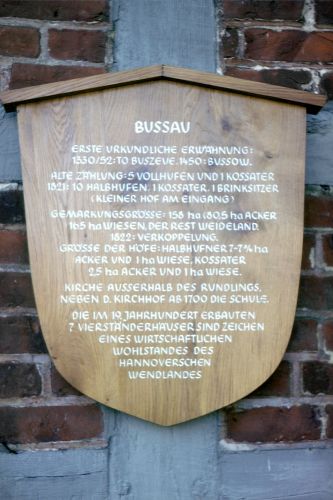 BUSSAU
ERSTE URKUNDLICHE ERWÄHNUNG:
1330/52: TO BUSZEVE. 1450: BUSSOW.
ALTE ZÄHLUNG: 5 VOLLHUFEN UND 1 KOSSATER
1821: 10 HALBHUFEN, 1 KOSSATER, 1 BRINKSITZER
(KLEINER HOF AM EINGANG)
GEMARKUNGSGRÖSSE: 158 ha (80,5 ha ACKER
16,5 ha WIESEN, DER REST WEIDELAND.
1822: VERKOPPELUNG.
GRÖSSE DER HÖFE: HALBHUFNER 7-7¾ ha
ACKER UND 1 ha WIESE, KOSSATER
2,5 ha ACKER UND 1 ha WIESE.
KIRCHE AUSSERHALB DES RUNDLINGS,
NEBEN D. KIRCHHOF AB 1700 DIE SCHULE.
DIE IM 19. JAHRHUNDERT ERBAUTEN
7 VIERSTÄNDERHÄUSER SIND ZEICHEN
EINES WIRTSCHAFTLICHEN
WOHLSTANDES DES
HANNOVERSCHEN
WENDLANDES